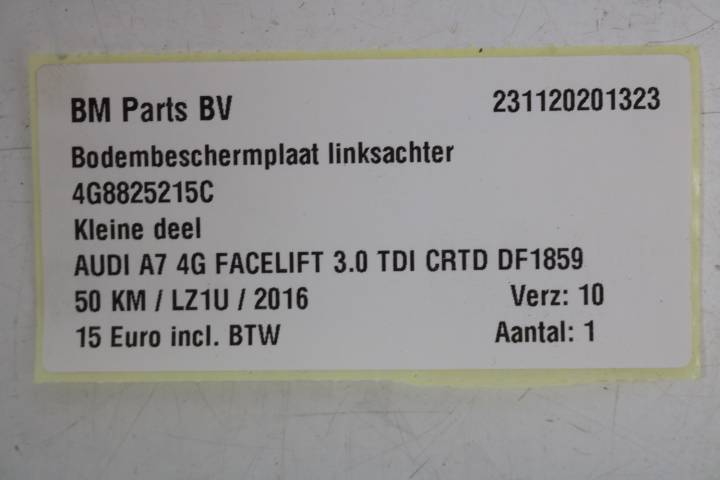 BM Parts BV 231120201323
Bodembeschermplaat linksachter
4G8825215C
Kleine deel
AUDI A7 4G FACELIFT 3.0 TDI CRTD DF1859
50 KM / LZ1U / 2016 Verz: 10
15 Euro incl. BTW Aantal: 1